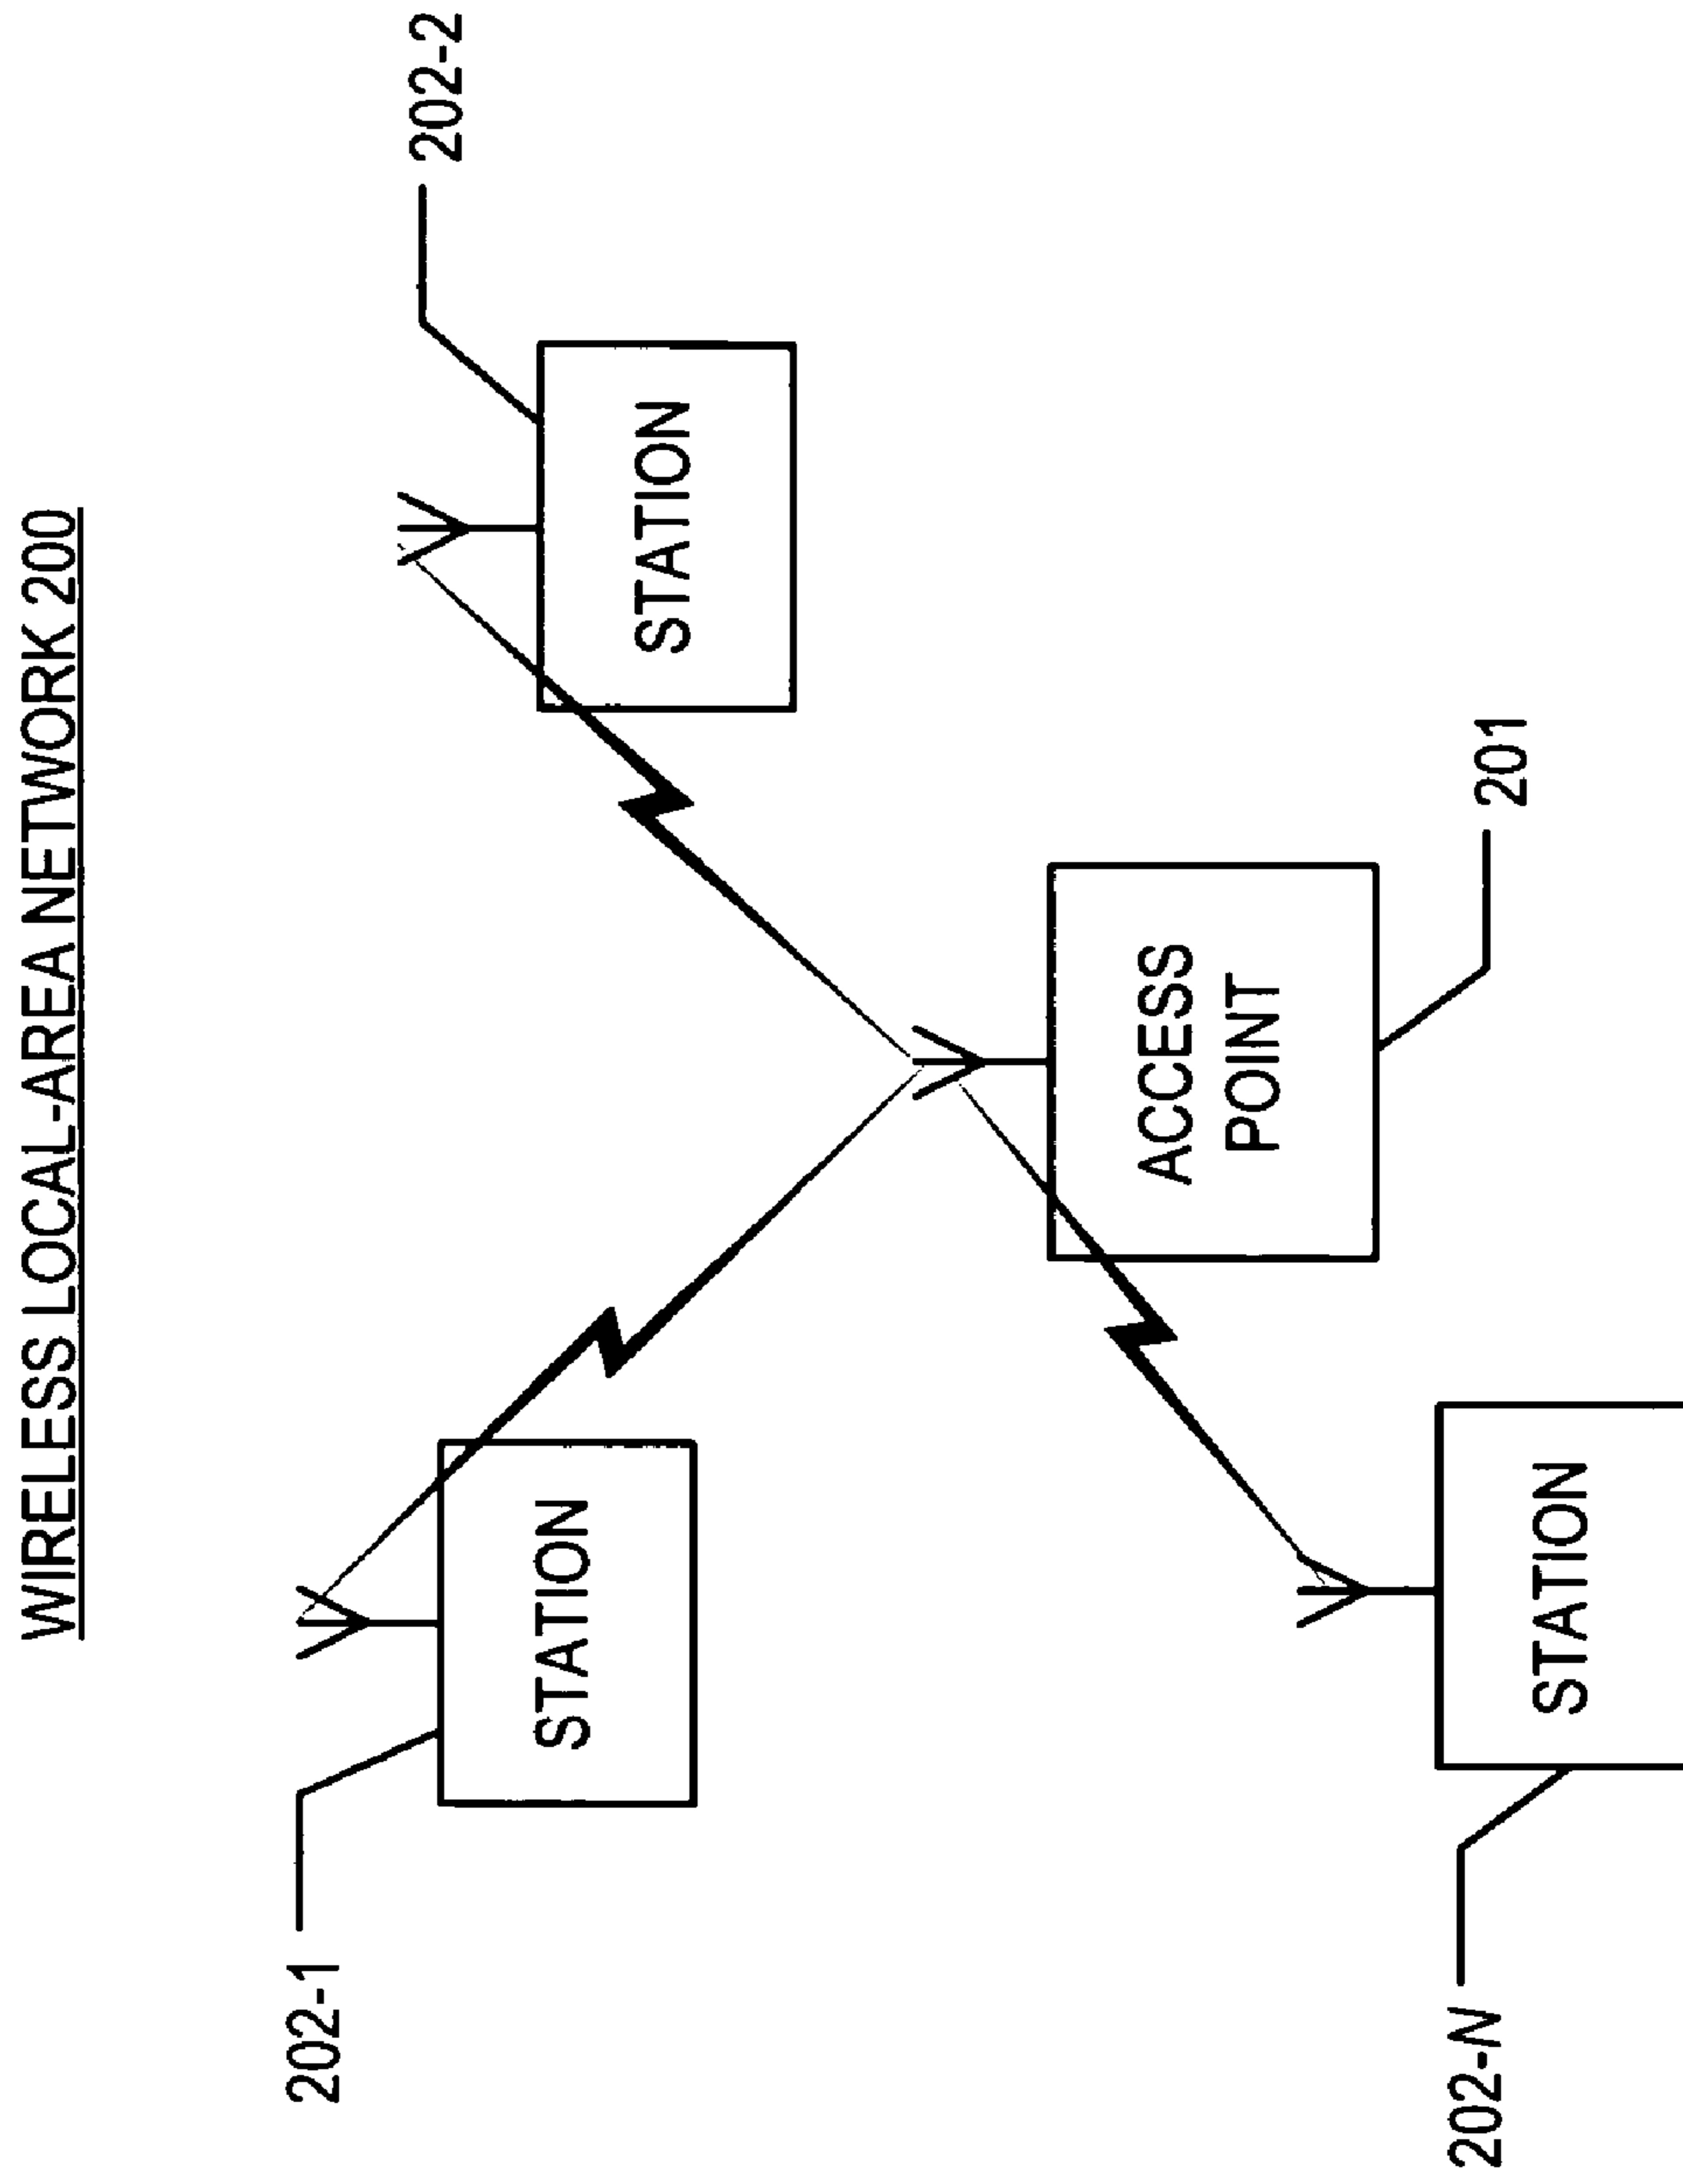 WIRELESS LOCAL-AREA NETWORK 200
202-1
202-2
STATION
STATION
ACCESS
POINT
201
202-N
STATION